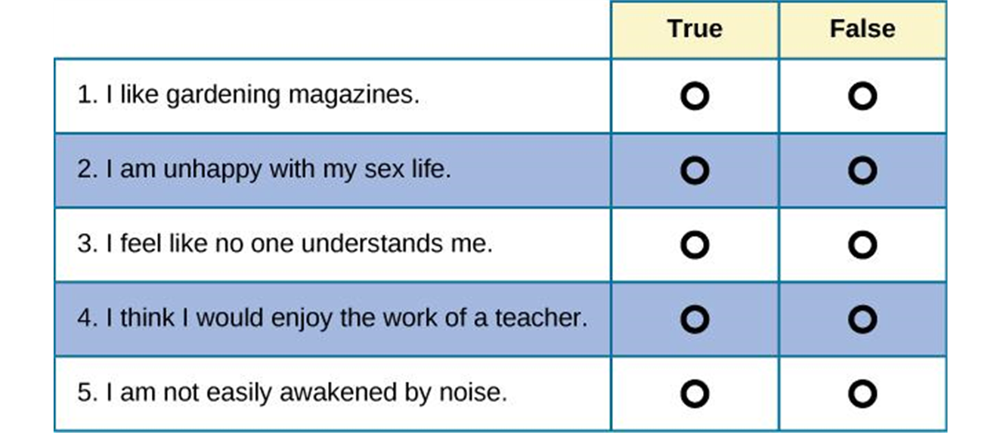 True False
1. I like gardening magazines.
2. I am unhappy with my sex life.
3. I feel like no one understands me.
4. I think I would enjoy the work of a teacher.
5. I am not easily awakened by noise.